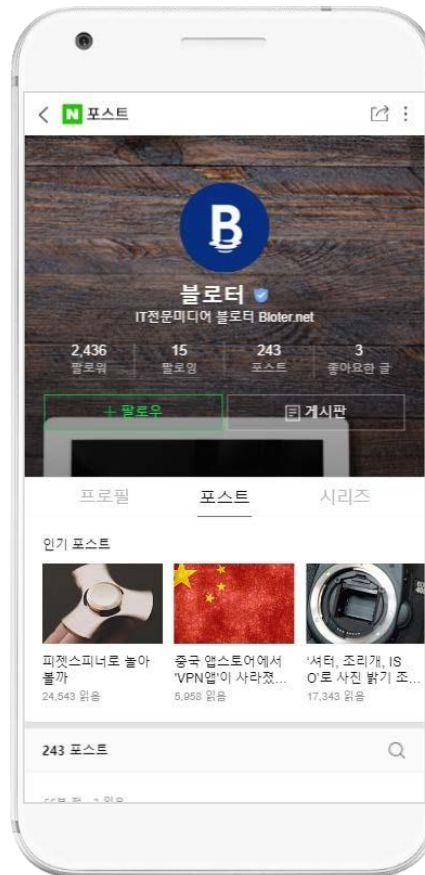 N 포스트
B
블로터
IT전문미디어 블로터 Bloter.net
2,436 15 243 3
팔로워 팔로잉 포스트 좋아요한 글
+ 팔로우 게시판
프로필 포스트 시리즈
인기 포스트
피젯스피너로 놀아
볼까
24,543 읽음
중국 앱스토어에서
'VPN앱'이 사라졌...
5,958 읽음
'셔터, 조리개, IS
O'로 사진 밝기 조...
17,343 읽음
243 포스트